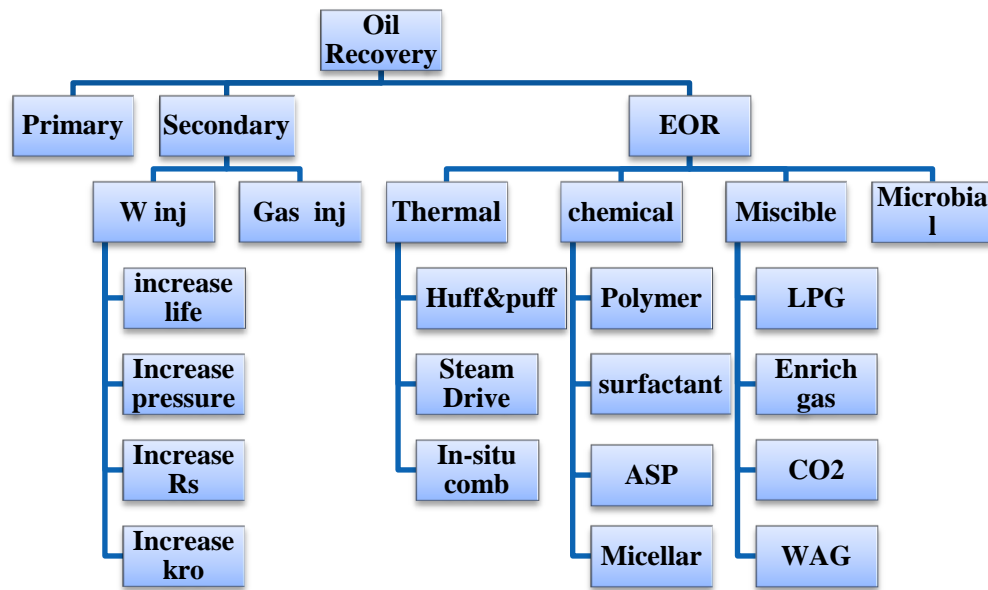 Oil
Recovery
Primary
Secondary
EOR
W inj
Gas inj
Thermal
chemical
Miscible
Microbia
l
increase
life
Increase
pressure
Increase
Rs
Increase
kro
Huff&puff
Steam
Drive
In-situ
comb
Polymer
surfactant
ASP
Micellar
LPG
Enrich
gas
CO2
WAG